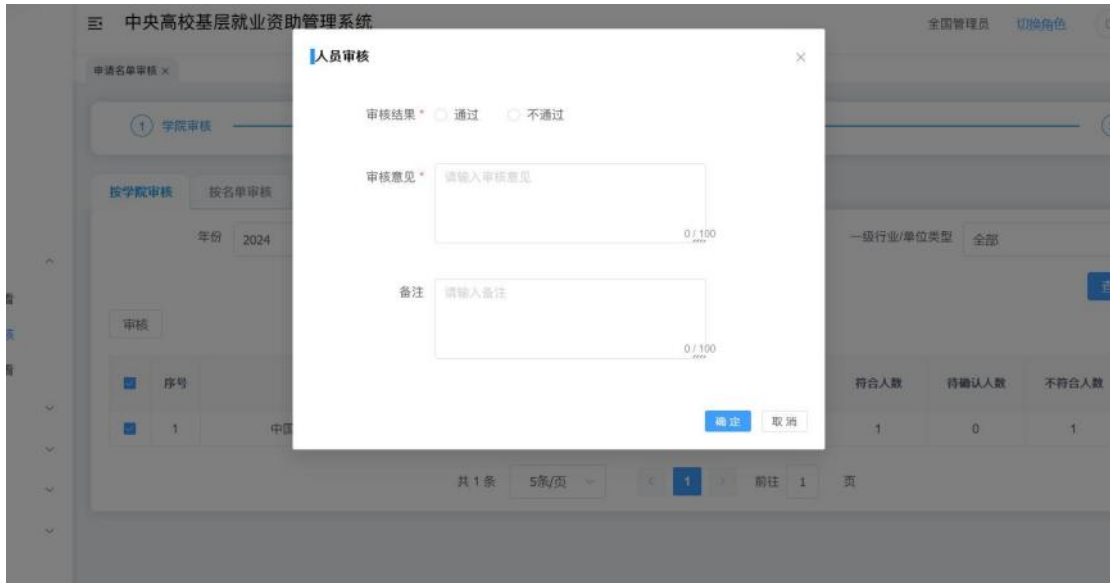 中央高校基层就业资助管理系统
全国管理员 切换角色
申请名单审核 ×
人员审核
1 学院审核
审核结果 * 通过 不通过
按学院审核 按名单审核
审核意见 * 请输入审核意见
0 / 100
年份 2024
一级行业/单位类型 全部
备注 请输入备注
0 / 100
审核
序号 符合人数 待确认人数 不符合人数
确定 取消
1 中国 1 0 1
共 1 条 5条/页 1 前往 1 页